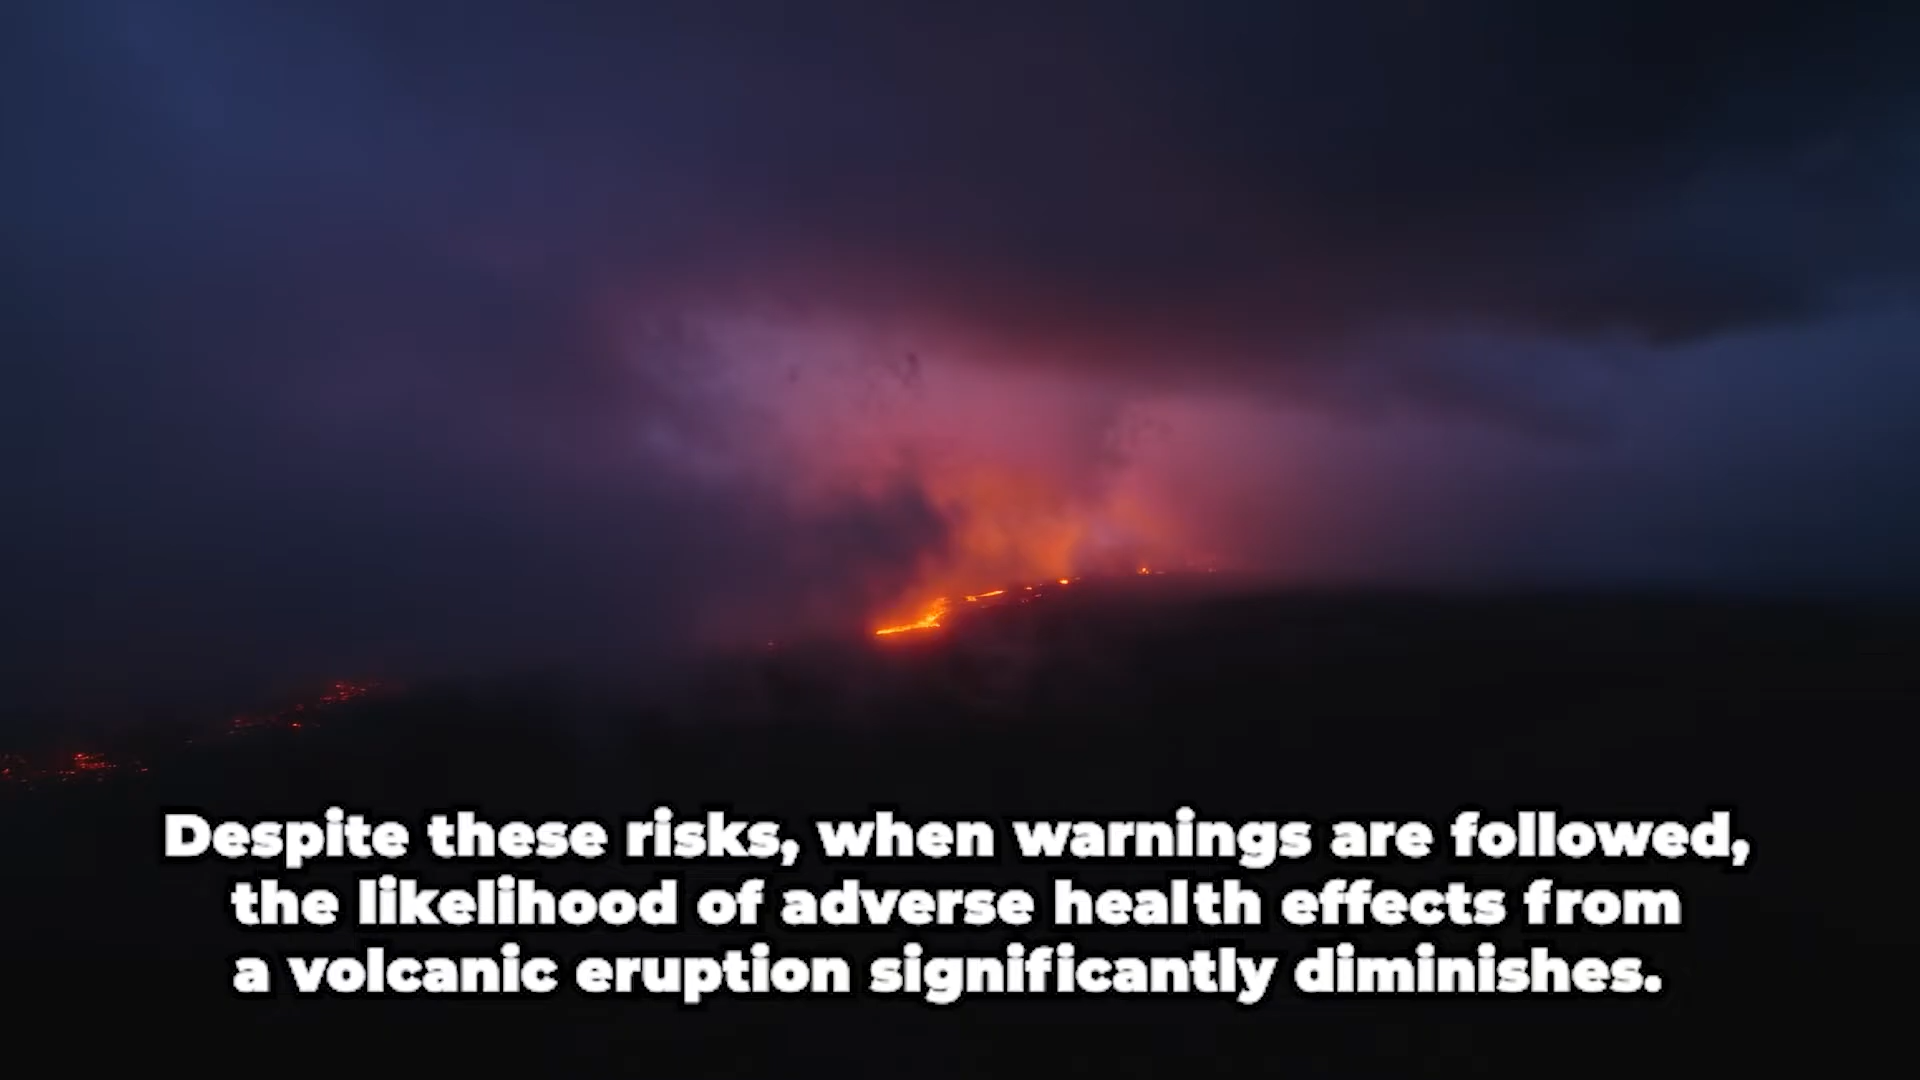 Despite these risks, when warnings are followed,
the likelihood of adverse health effects from
a volcanic eruption significantly diminishes.